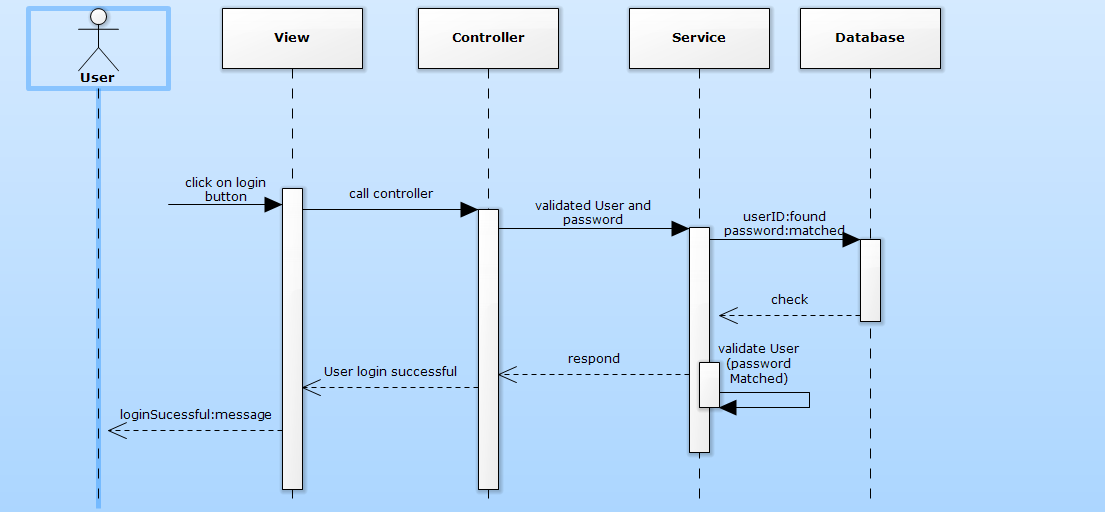 User
View
Controller
Service
Database
click on login
button
call controller
validated User and
password
userID:found
password:matched
check
validate User
(password
Matched)
respond
User login successful
loginSucessful:message